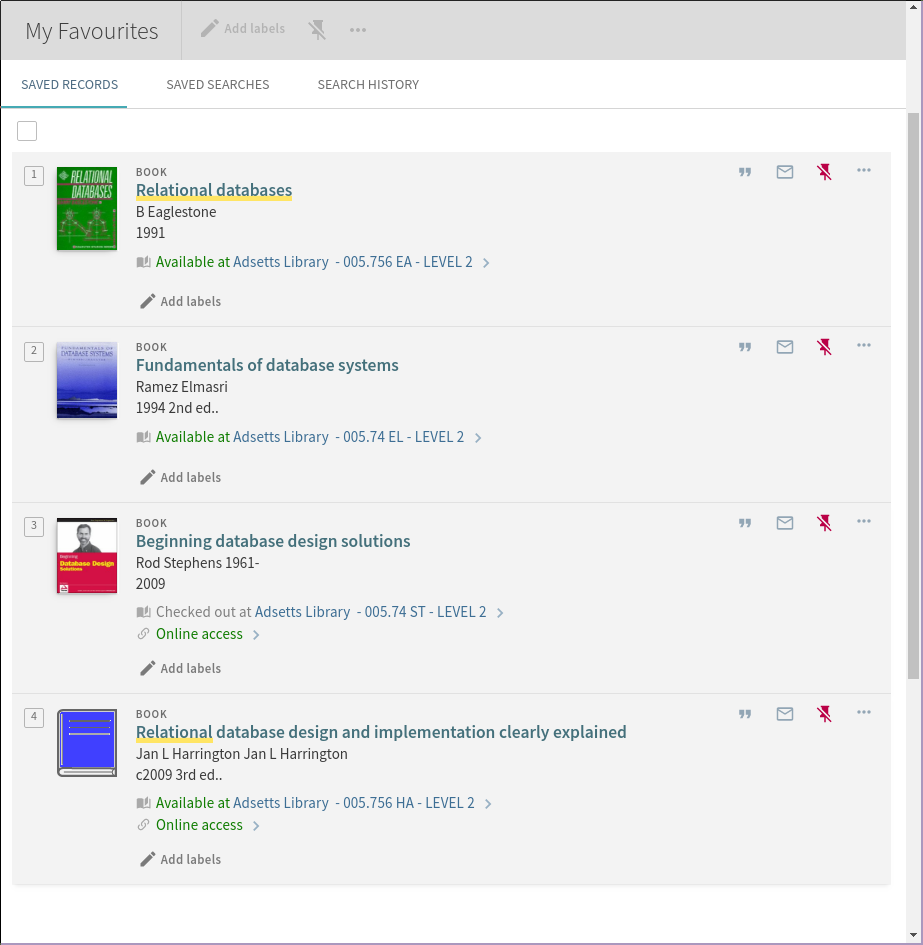 My Favourites
Add labels
SAVED RECORDS SAVED SEARCHES SEARCH HISTORY
1
RELATIONAL
DATABASES
BOOK
Relational databases
B Eaglestone
1991
Available at Adsetts Library - 005.756 EA - LEVEL 2
Add labels
2
FUNDAMENTALS OF
DATABASE SYSTEMS
BOOK
Fundamentals of database systems
Ramez Elmasri
1994 2nd ed..
Available at Adsetts Library - 005.74 EL - LEVEL 2
Add labels
3
Beginning
Database Design
Solutions
BOOK
Beginning database design solutions
Rod Stephens 1961-
2009
Checked out at Adsetts Library - 005.74 ST - LEVEL 2
Online access
Add labels
4
BOOK
Relational database design and implementation clearly explained
Jan L Harrington Jan L Harrington
c2009 3rd ed..
Available at Adsetts Library - 005.756 HA - LEVEL 2
Online access
Add labels